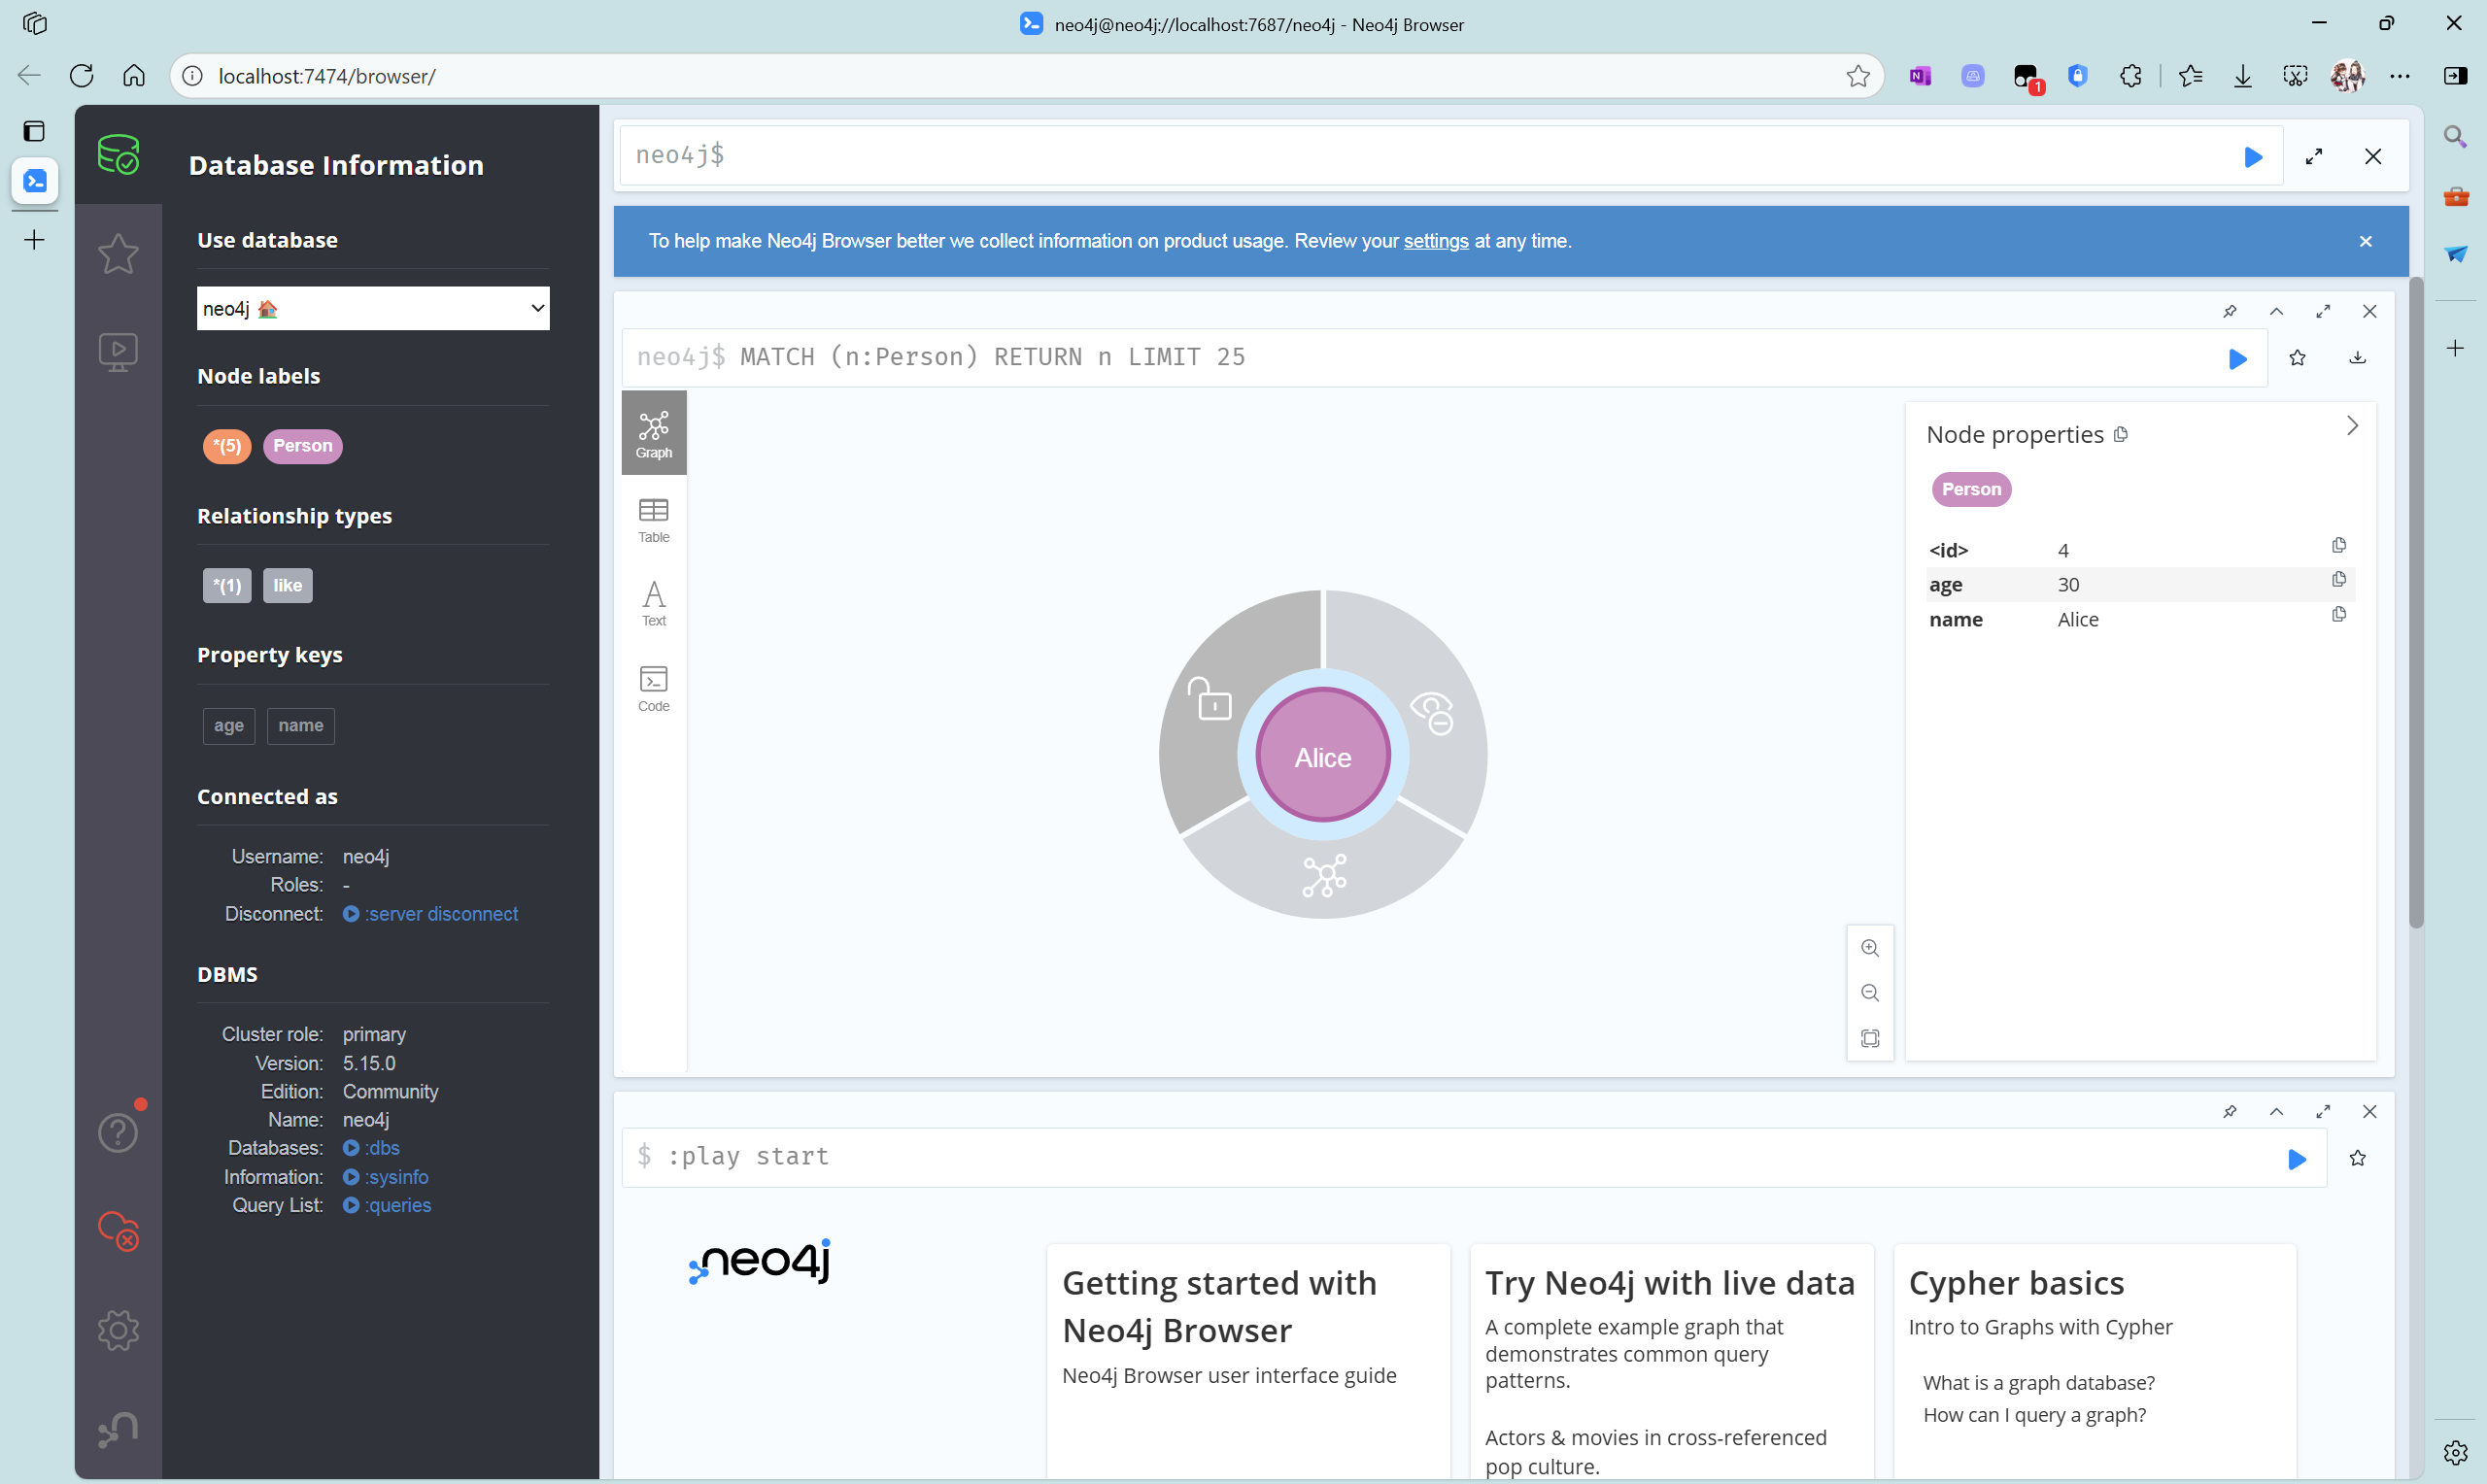 neo4j@neo4j://localhost:7687/neo4j - Neo4j Browser
localhost:7474/browser/
1
Database Information
Use database
neo4j
Node labels
*(5) Person
Relationship types
*(1) like
Property keys
age name
Connected as
Username: neo4j
Roles: -
Disconnect: :server disconnect
DBMS
Cluster role: primary
Version: 5.15.0
Edition: Community
Name: neo4j
Databases: :dbs
Information: :sysinfo
Query List: :queries
neo4j$
To help make Neo4j Browser better we collect information on product usage. Review your settings at any time.
neo4j$ MATCH (n:Person) RETURN n LIMIT 25
Graph
Table
Text
Code
Alice
Node properties
Person
<id> 4
age 30
name Alice
$ :play start
neo4j
Getting started with
Neo4j Browser
Neo4j Browser user interface guide
Try Neo4j with live data
A complete example graph that
demonstrates common query
patterns.
Actors & movies in cross-referenced
pop culture.
Cypher basics
Intro to Graphs with Cypher
What is a graph database?
How can I query a graph?